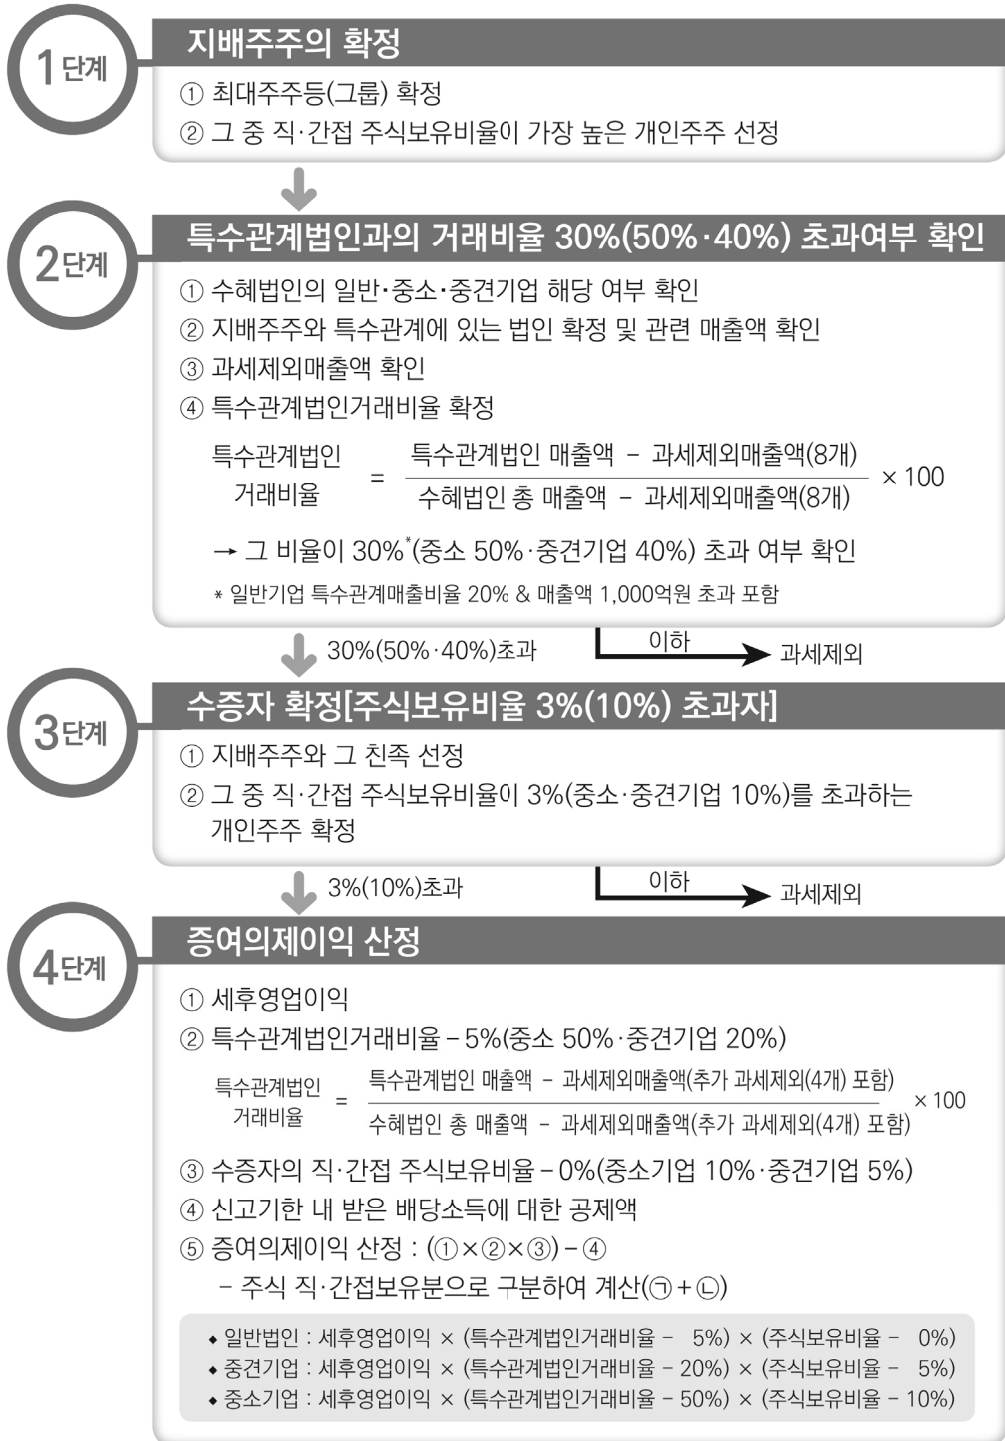 1단계
지배주주의 확정
① 최대주주등(그룹) 확정
② 그 중 직·간접 주식보유비율이 가장 높은 개인주주 선정
2단계
특수관계법인과의 거래비율 30%(50%·40%) 초과여부 확인
① 수혜법인의 일반·중소·중견기업 해당 여부 확인
② 지배주주와 특수관계에 있는 법인 확정 및 관련 매출액 확인
③ 과세제외매출액 확인
④ 특수관계법인거래비율 확정
특수관계법인
거래비율
=
특수관계법인 매출액 - 과세제외매출액(8개)
수혜법인 총 매출액 - 과세제외매출액(8개)
× 100
→ 그 비율이 30%*(중소 50%·중견기업 40%) 초과 여부 확인
* 일반기업 특수관계매출비율 20% & 매출액 1,000억원 초과 포함
30%(50%·40%)초과
이하
과세제외
3단계
수증자 확정[주식보유비율 3%(10%) 초과자]
① 지배주주와 그 친족 선정
② 그 중 직·간접 주식보유비율이 3%(중소·중견기업 10%)를 초과하는
개인주주 확정
3%(10%)초과
이하
과세제외
4단계
증여의제이익 산정
① 세후영업이익
② 특수관계법인거래비율 - 5%(중소 50%·중견기업 20%)
특수관계법인
거래비율
=
특수관계법인 매출액 - 과세제외매출액(추가 과세제외(4개) 포함)
수혜법인 총 매출액 - 과세제외매출액(추가 과세제외(4개) 포함)
× 100
③ 수증자의 직·간접 주식보유비율 - 0%(중소기업 10%·중견기업 5%)
④ 신고기한 내 받은 배당소득에 대한 공제액
⑤ 증여의제이익 산정 : (①×②×③) - ④
- 주식 직·간접보유분으로 구분하여 계산(㉠+㉡)
◆ 일반법인 : 세후영업이익 × (특수관계법인거래비율 - 5%) × (주식보유비율 - 0%)
◆ 중견기업 : 세후영업이익 × (특수관계법인거래비율 - 20%) × (주식보유비율 - 5%)
◆ 중소기업 : 세후영업이익 × (특수관계법인거래비율 - 50%) × (주식보유비율 - 10%)